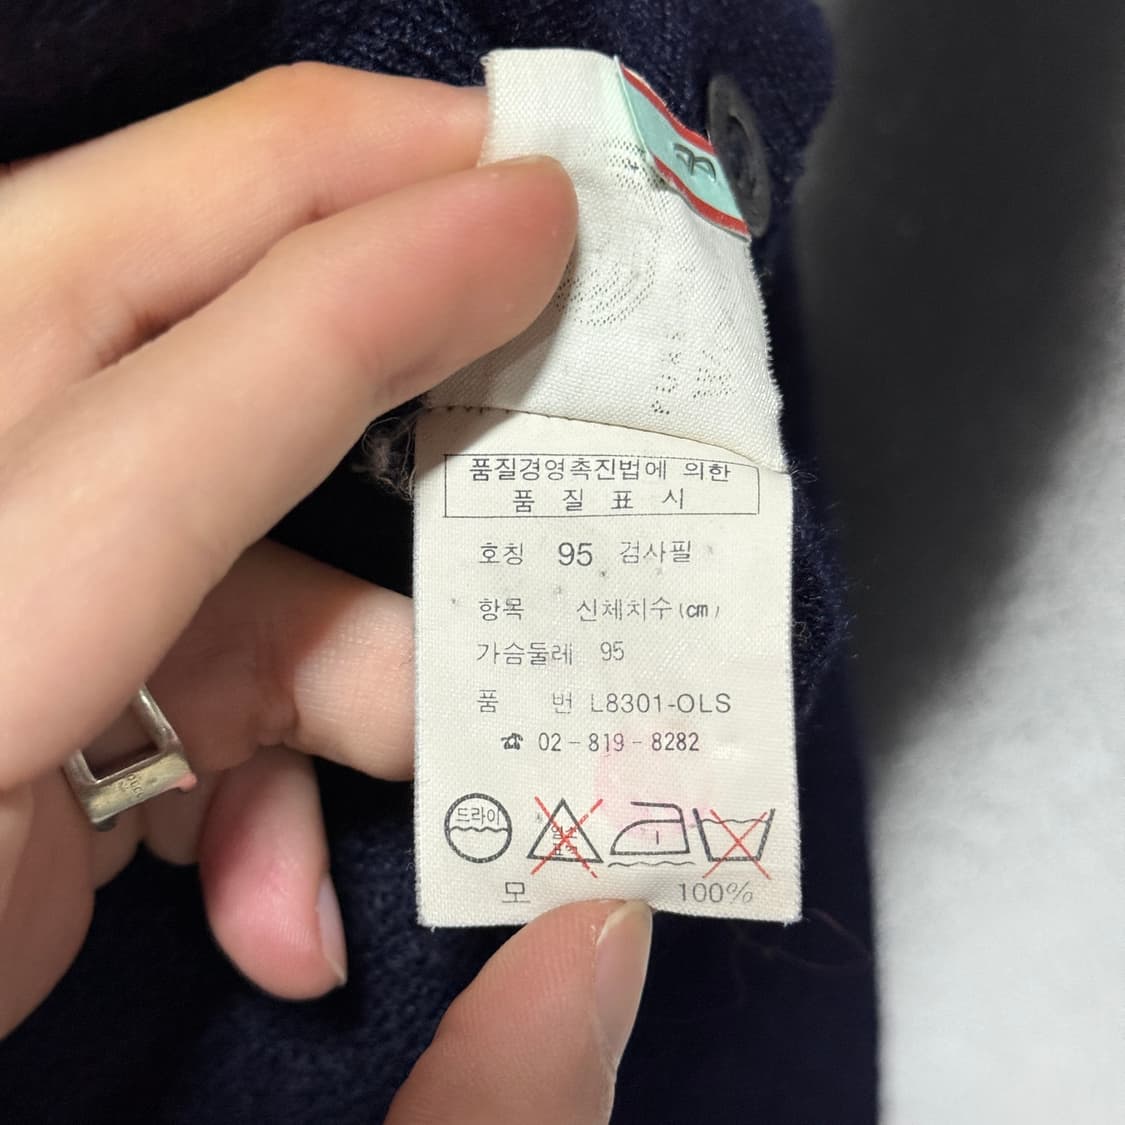 품질경영촉진법에 의한
품 질 표 시
호칭 95 검사필
항목 신체치수(cm)
가슴둘레 95
품 번 L8301-OLS
☎ 02-819-8282
드라이
모 100%